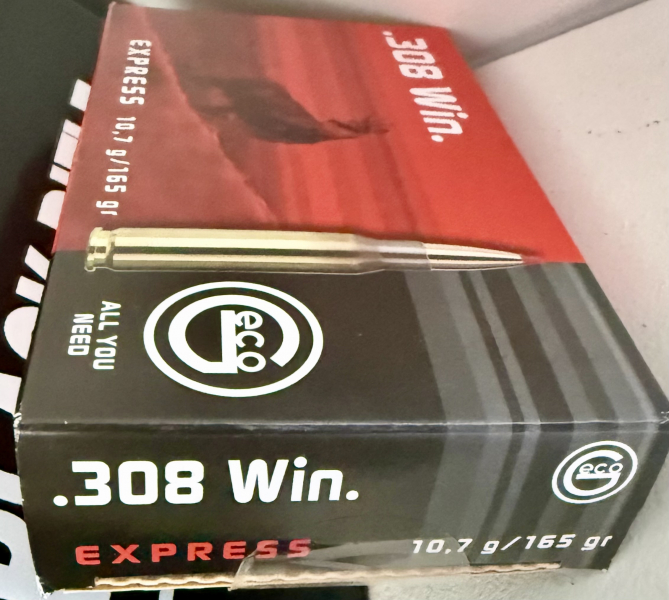 .308 Win.
EXPRESS 10,7 g/165 gr
Geco
ALL YOU
NEED
.308 Win.
Geco
EXPRESS
10,7 g/165 gr